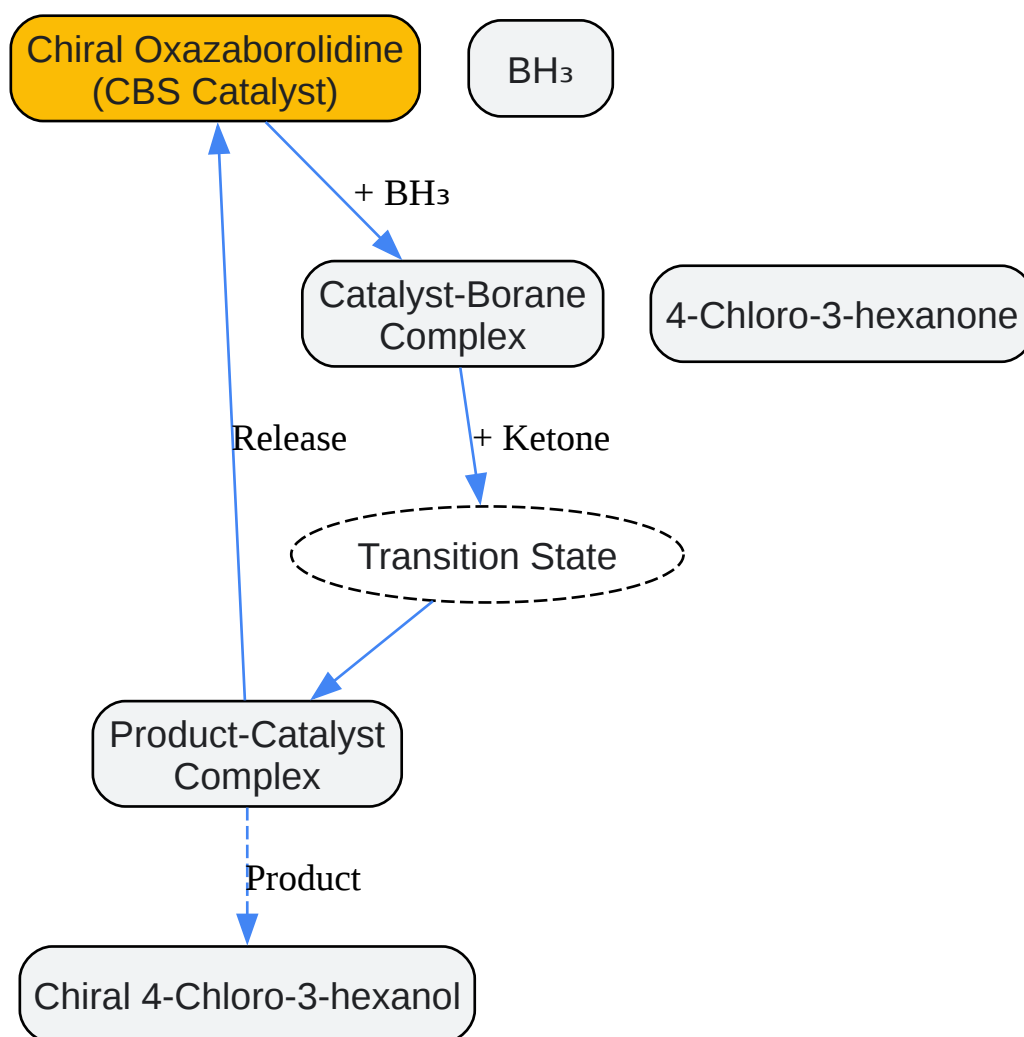 Chiral Oxazaborolidine
(CBS Catalyst)
BH₃
+ BH₃
Catalyst-Borane
Complex
4-Chloro-3-hexanone
Release
+ Ketone
Transition State
Product-Catalyst
Complex
Product
Chiral 4-Chloro-3-hexanol